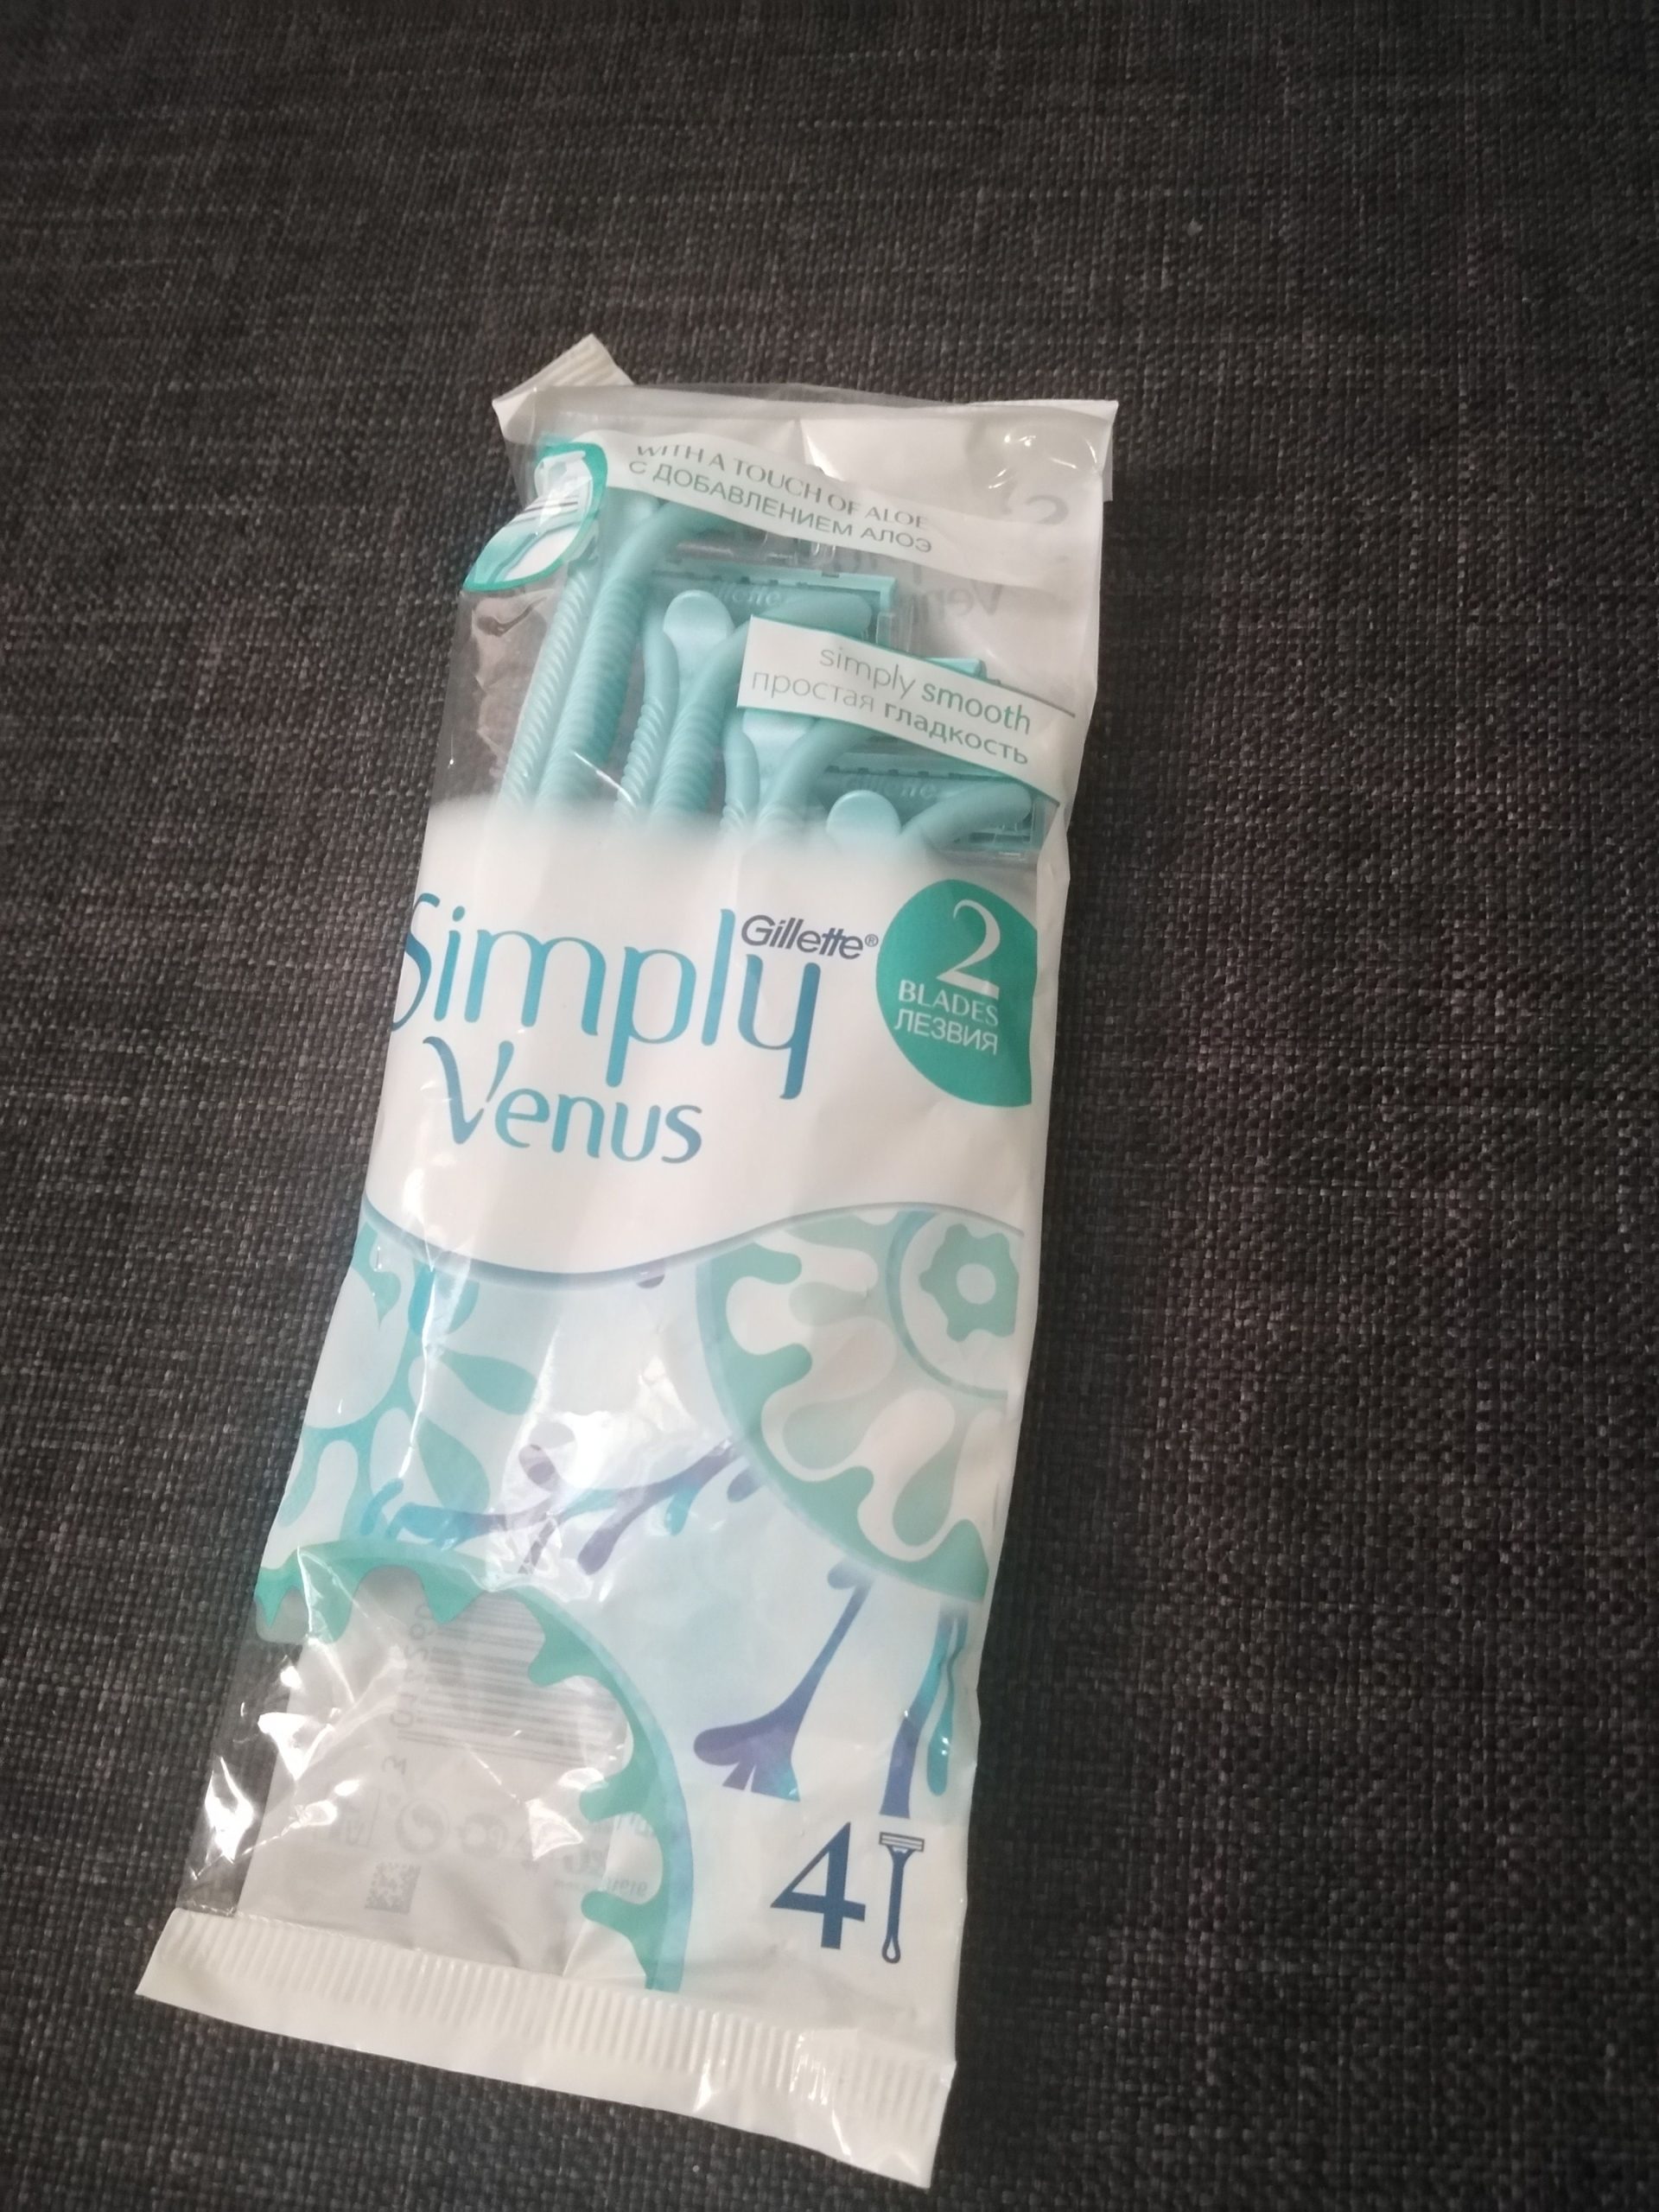 WITH A TOUCH OF ALOE
С ДОБАВЛЕНИЕМ АЛОЭ
simply smooth
простая гладкость
Gillette®
Simply
Venus
2
BLADES
ЛЕЗВИЯ
4